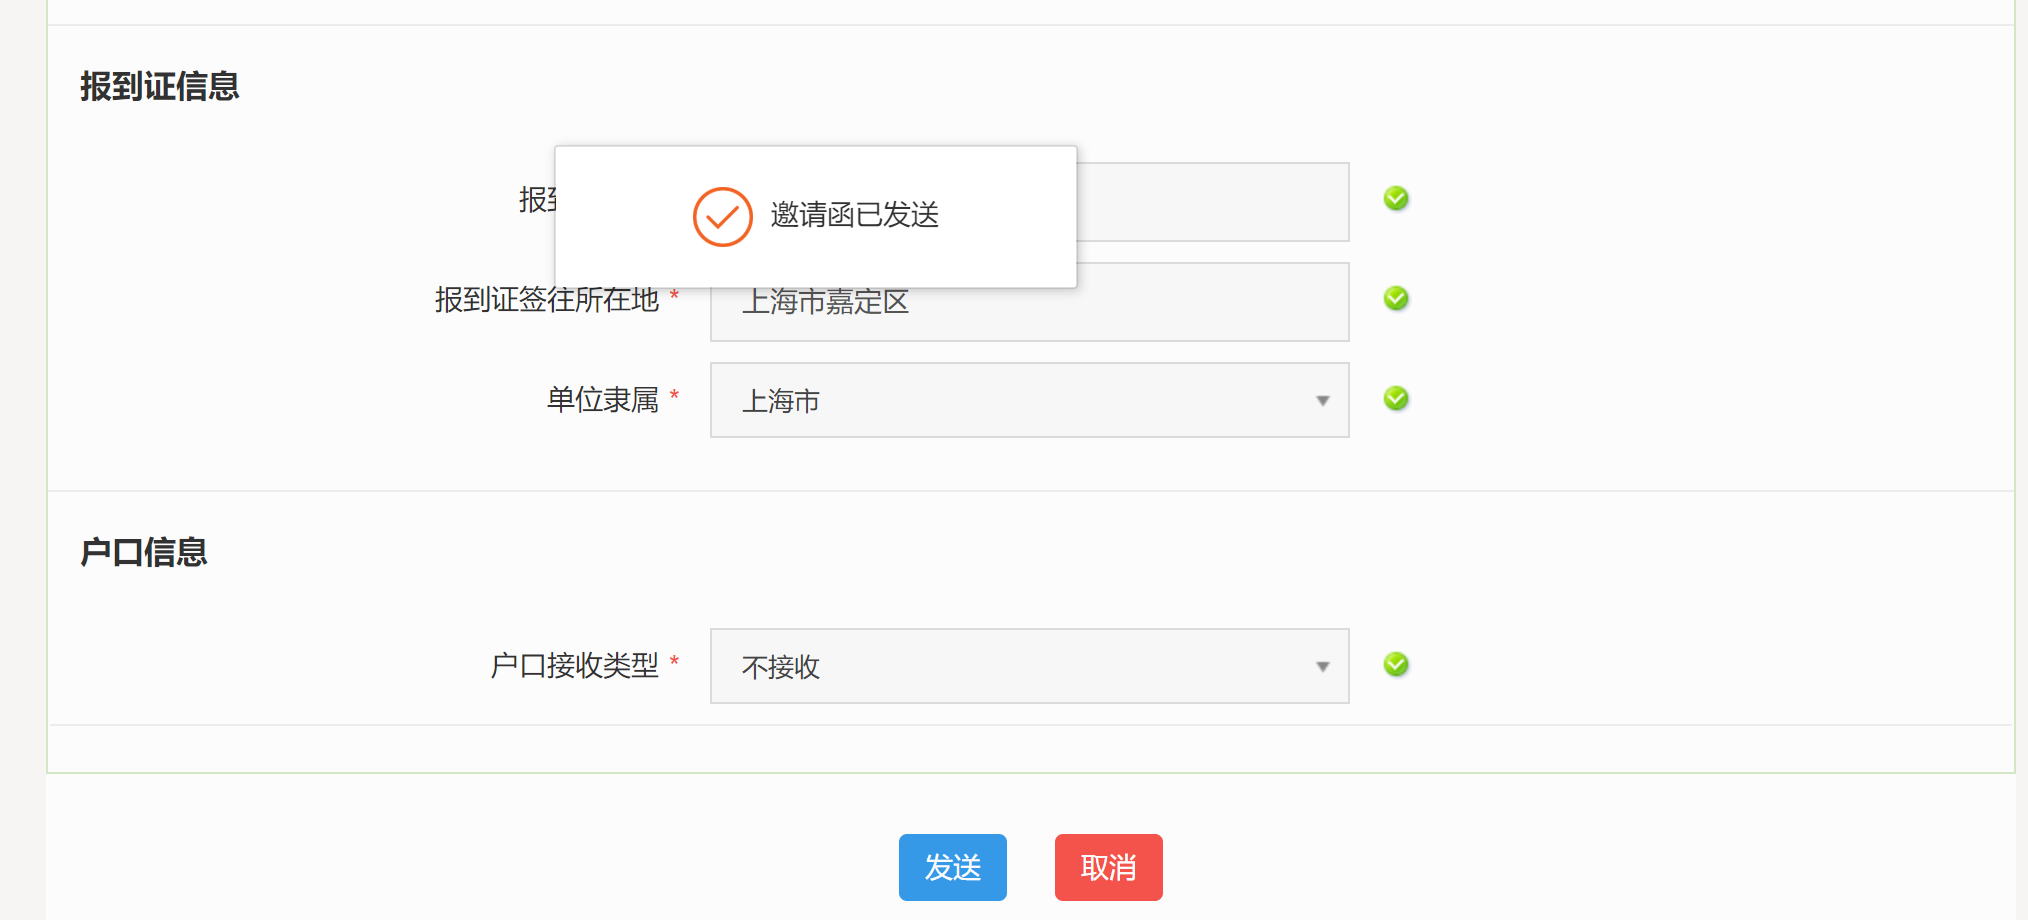 报到证信息
报到
邀请函已发送
报到证签往所在地 * 上海市嘉定区
单位隶属 * 上海市
户口信息
户口接收类型 * 不接收
发送 取消